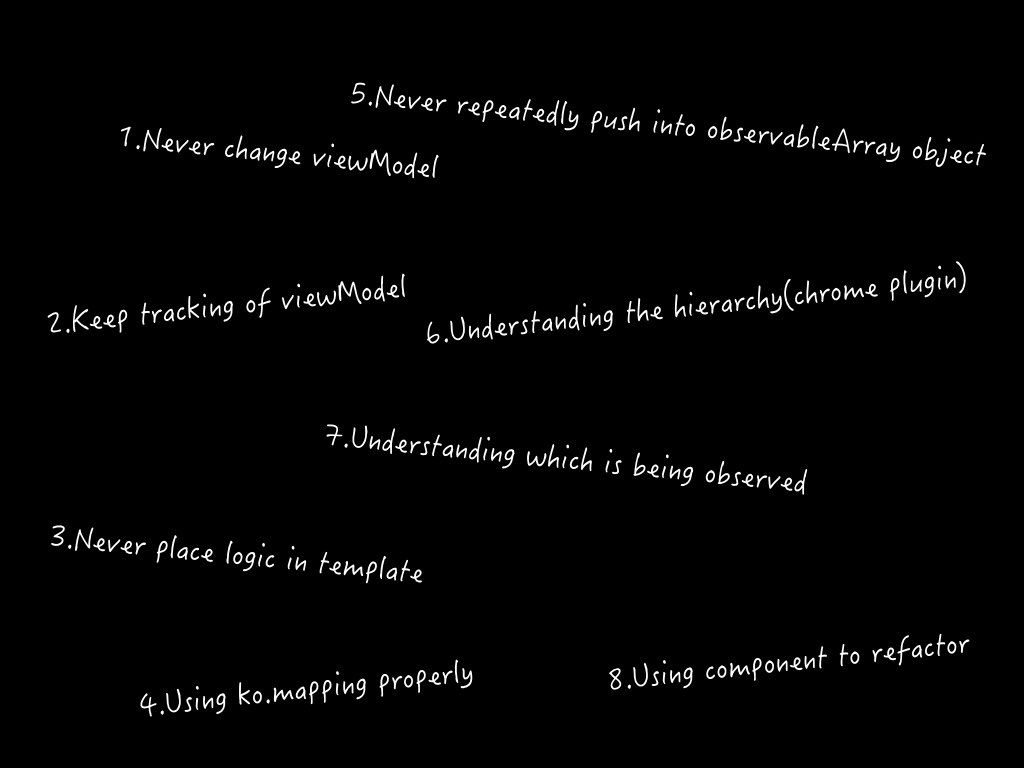 1.Never change viewModel
2.Keep tracking of viewModel
3.Never place logic in template
4.Using ko.mapping properly
5.Never repeatedly push into observableArray object
6.Understanding the hierarchy(chrome plugin)
7.Understanding which is being observed
8.Using component to refactor